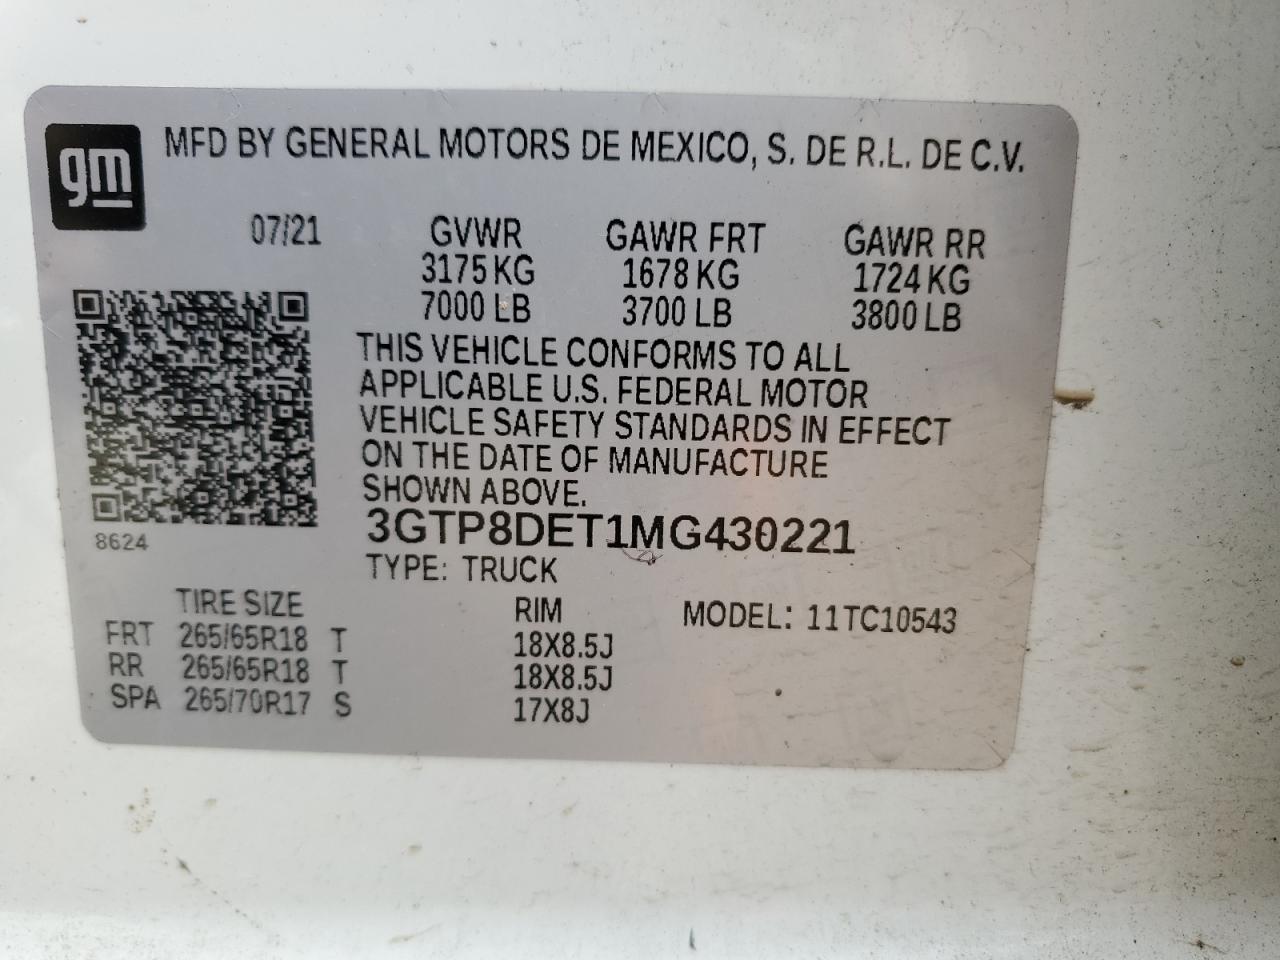 gm
MFD BY GENERAL MOTORS DE MEXICO, S. DE R.L. DE C.V.
07/21 GVWR GAWR FRT GAWR RR
3175 KG 1678 KG 1724 KG
7000 LB 3700 LB 3800 LB
THIS VEHICLE CONFORMS TO ALL
APPLICABLE U.S. FEDERAL MOTOR
VEHICLE SAFETY STANDARDS IN EFFECT
ON THE DATE OF MANUFACTURE
SHOWN ABOVE.
3GTP8DET1MG430221
8624
TYPE: TRUCK
TIRE SIZE RIM MODEL: 11TC10543
FRT 265/65R18 T 18X8.5J
RR 265/65R18 T 18X8.5J
SPA 265/70R17 S 17X8J